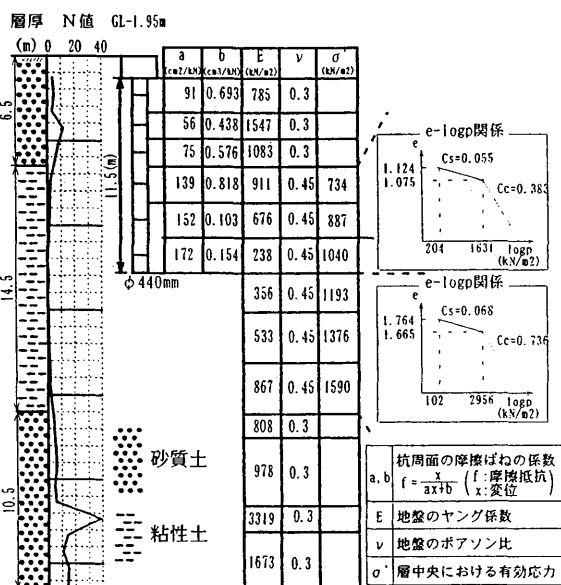 層厚 N値 GL-1.95m
(m) 0 20 40
6.5
14.5
10.5
11.5(m)
φ440mm
a (cm2/kN) b (cm3/kN) E (kN/m2) ν σ' (kN/m2)
91 0.693 785 0.3
56 0.438 1547 0.3
75 0.576 1083 0.3
139 0.818 911 0.45 734
152 0.103 676 0.45 887
172 0.154 238 0.45 1040
356 0.45 1193
533 0.45 1376
867 0.45 1590
808 0.3
978 0.3
3319 0.3
1673 0.3
砂質土
粘性土
e-logp関係
e
Cs=0.055
1.124
1.075
Cc=0.383
204 1631 logp
(kN/m2)
e-logp関係
e
Cs=0.068
1.764
1.665
Cc=0.736
102 2956 logp
(kN/m2)
a, b 杭周面の摩擦ばねの係数
f=x/(ax+b) (f:摩擦抵抗 x:変位)
E 地盤のヤング係数
ν 地盤のポアソン比
σ' 層中央における有効応力